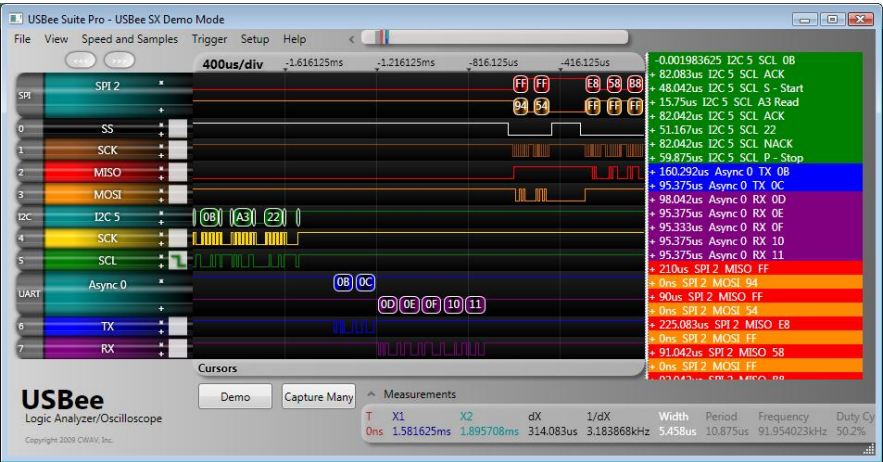 USBee Suite Pro - USBee SX Demo Mode
File View Speed and Samples Trigger Setup Help <
400us/div -1.616125ms -1.216125ms -816.125us -416.125us
SPI SPI 2 FF FF E8 58 B8
94 54 FF FF FF
0 SS
1 SCK
2 MISO
3 MOSI
I2C I2C 5 0B A3 22
4 SCK
5 SCL
UART Async 0 0B 0C
0D 0E 0F 10 11
6 TX
7 RX
Cursors
-0.001983625 I2C 5 SCL 0B
+ 82.083us I2C 5 SCL ACK
+ 48.042us I2C 5 SCL S - Start
+ 15.75us I2C 5 SCL A3 Read
+ 82.042us I2C 5 SCL ACK
+ 51.167us I2C 5 SCL 22
+ 82.042us I2C 5 SCL NACK
+ 59.875us I2C 5 SCL P - Stop
+ 160.292us Async 0 TX 0B
+ 95.375us Async 0 TX 0C
+ 98.042us Async 0 RX 0D
+ 95.375us Async 0 RX 0E
+ 95.333us Async 0 RX 0F
+ 95.375us Async 0 RX 10
+ 95.375us Async 0 RX 11
+ 210us SPI 2 MISO FF
+ 0ns SPI 2 MOSI 94
+ 90us SPI 2 MISO FF
+ 0ns SPI 2 MOSI 54
+ 225.083us SPI 2 MISO E8
+ 0ns SPI 2 MOSI FF
+ 91.042us SPI 2 MISO 58
+ 0ns SPI 2 MOSI FF
USBee
Logic Analyzer/Oscilloscope
Copyright 2009 CWAV, Inc.
Demo Capture Many
Measurements
T X1 X2 dX 1/dX Width Period Frequency Duty Cy
0ns 1.581625ms 1.895708ms 314.083us 3.183868kHz 5.458us 10.875us 91.954023kHz 50.2%